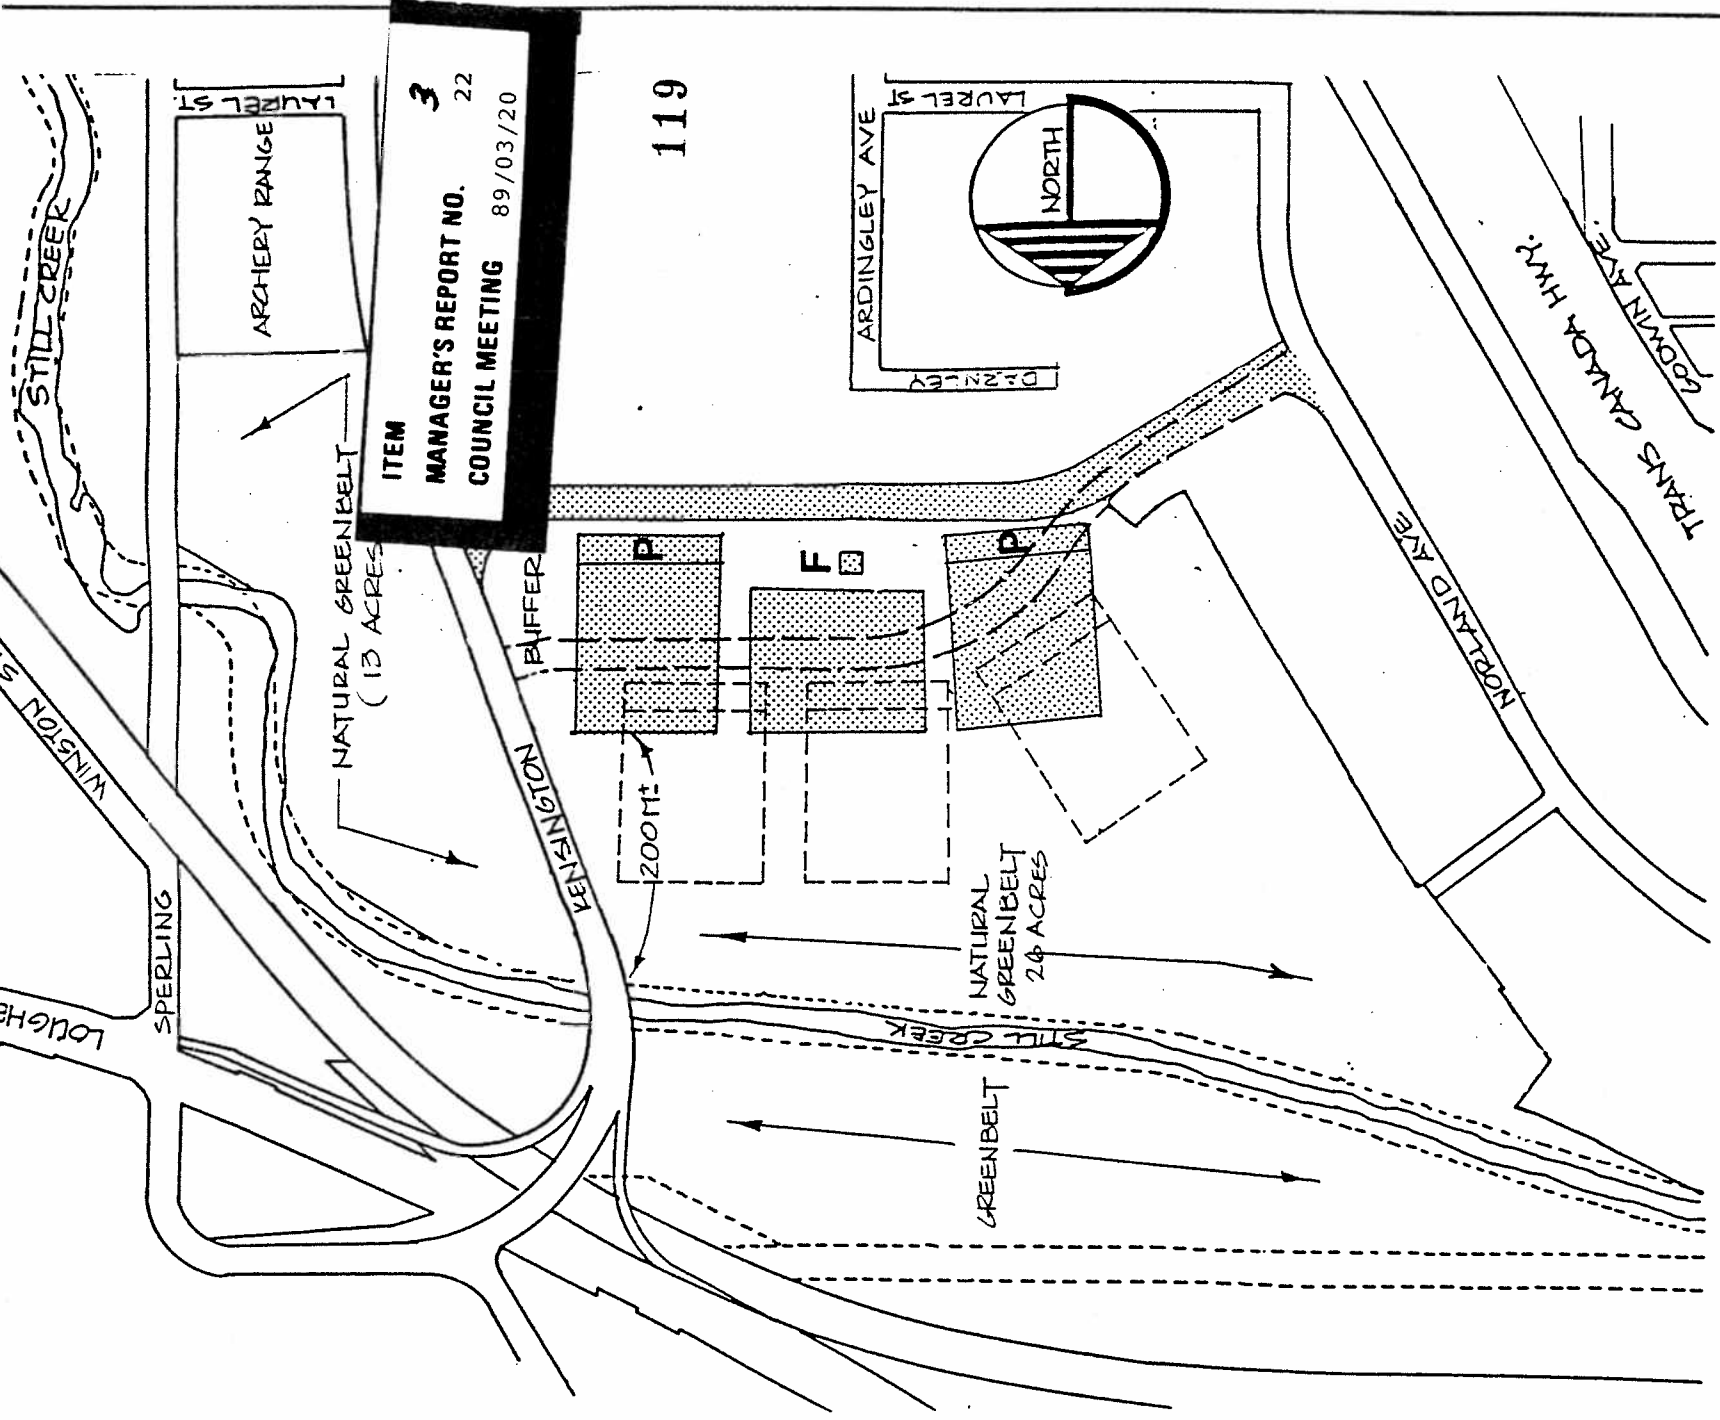 ITEM 3
MANAGER'S REPORT NO. 22
COUNCIL MEETING 89/03/20
119
STILL CREEK
LAUREL ST.
ARCHERY RANGE
NATURAL GREENBELT
(13 ACRES
WINSTON
SPERLING
KENSINGTON
BUFFER
P
F
P
200M±
ARDINGLEY AVE
LAUREL ST
DARNLEY
NORTH
NORLAND AVE
TRANS CANADA HWY.
GODWIN AVE.
NATURAL
GREENBELT
26 ACRES
STILL CREEK
GREENBELT